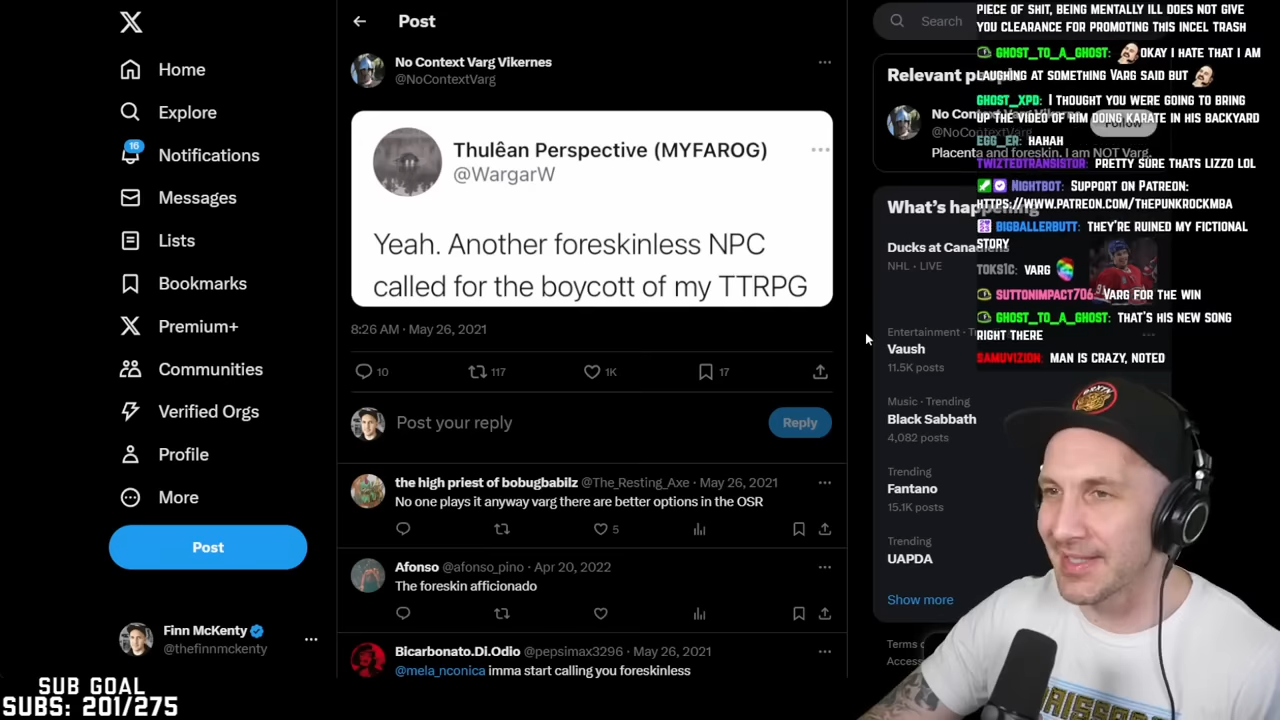 Home
Explore
16
Notifications
Messages
Lists
Bookmarks
Premium+
Communities
Verified Orgs
Profile
More
Post
Finn McKenty
@thefinnmckenty
SUB GOAL
SUBS: 201/275
Post
No Context Varg Vikernes
@NoContextVarg
Thulêan Perspective (MYFAROG)
@WargarW
Yeah. Another foreskinless NPC
called for the boycott of my TTRPG
8:26 AM · May 26, 2021
10
117
1K
17
Post your reply
Reply
the high priest of bobugbabilz @The_Resting_Axe · May 26, 2021
No one plays it anyway varg there are better options in the OSR
5
Afonso @afonso_pino · Apr 20, 2022
The foreskin afficionado
Bicarbonato.Di.Odio @pepsimax3296 · May 26, 2021
@mela_nconica imma start calling you foreskinless
Search
Relevant
No Context Varg Vikernes
@NoContextVarg
Follow
Placenta and foreskin. I am NOT Varg.
What's happening
Ducks at Canadiens
NHL · LIVE
Entertainment ·
Vaush
11.5K posts
Music · Trending
Black Sabbath
4,082 posts
Trending
Fantano
15.1K posts
Trending
UAPDA
Show more
Terms
PIECE OF SHIT, BEING MENTALLY ILL DOES NOT GIVE
YOU CLEARANCE FOR PROMOTING THIS INCEL TRASH
GHOST_TO_A_GHOST: OKAY I HATE THAT I AM
LAUGHING AT SOMETHING VARG SAID BUT
GHOST_XPD: I THOUGHT YOU WERE GOING TO BRING
UP THE VIDEO OF HIM DOING KARATE IN HIS BACKYARD
EGG_ER: HAHAH
TWIZTEDTRANSISTOR: PRETTY SURE THATS LIZZO LOL
NIGHTBOT: SUPPORT ON PATREON:
HTTPS://WWW.PATREON.COM/THEPUNKROCKMBA
BIGBALLERBUTT: THEY'RE RUINED MY FICTIONAL
STORY
TOKS1C: VARG
SUTTONIMPACT706: VARG FOR THE WIN
GHOST_TO_A_GHOST: THAT'S HIS NEW SONG
RIGHT THERE
SAMUV1Z1ON: MAN IS CRAZY, NOTED